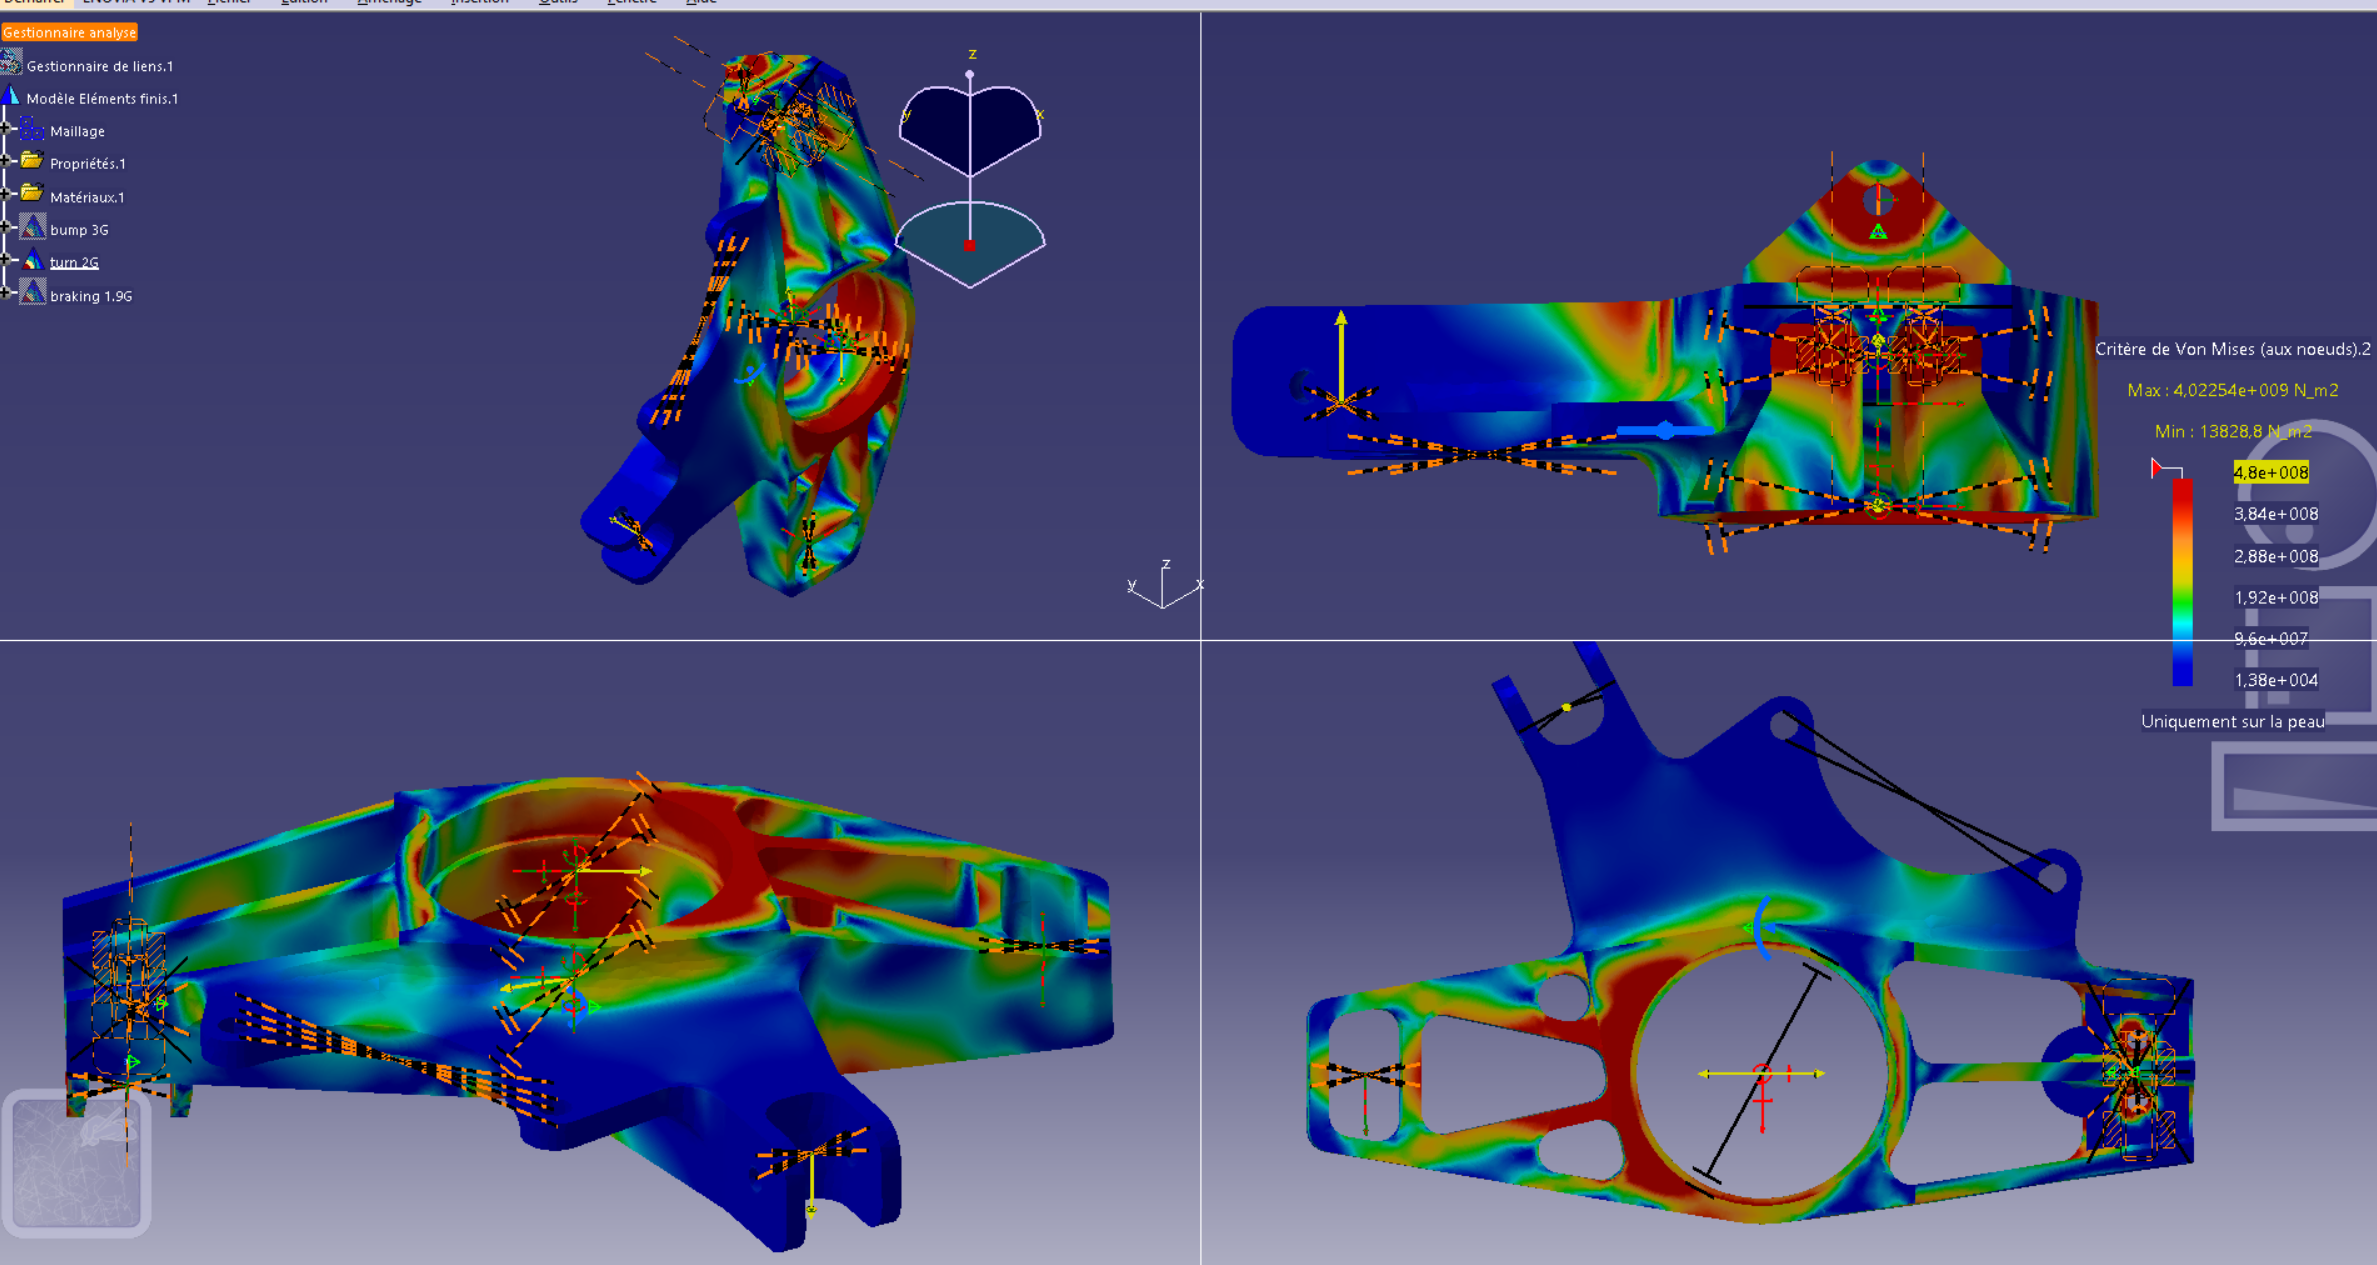 Démarrer ENOVIA V5 VPM Fichier Edition Affichage Insertion Outils Fenêtre Aide
Gestionnaire analyse
Gestionnaire de liens.1
Modèle Eléments finis.1
Maillage
Propriétés.1
Matériaux.1
bump 3G
turn 2G
braking 1.9G
z
y
x
z
y
x
Critère de Von Mises (aux noeuds).2
Max : 4,02254e+009 N_m2
Min : 13828,8 N_m2
4,8e+008
3,84e+008
2,88e+008
1,92e+008
9,6e+007
1,38e+004
Uniquement sur la peau